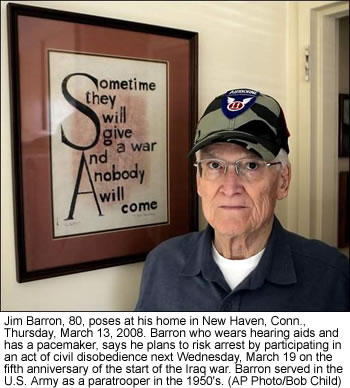 AIRBORNE
Sometime
they
will
give
a war
And
nobody
will
come
Jim Barron, 80, poses at his home in New Haven, Conn.,
Thursday, March 13, 2008. Barron who wears hearing aids and
has a pacemaker, says he plans to risk arrest by participating in
an act of civil disobedience next Wednesday, March 19 on the
fifth anniversary of the start of the Iraq war. Barron served in the
U.S. Army as a paratrooper in the 1950's. (AP Photo/Bob Child)